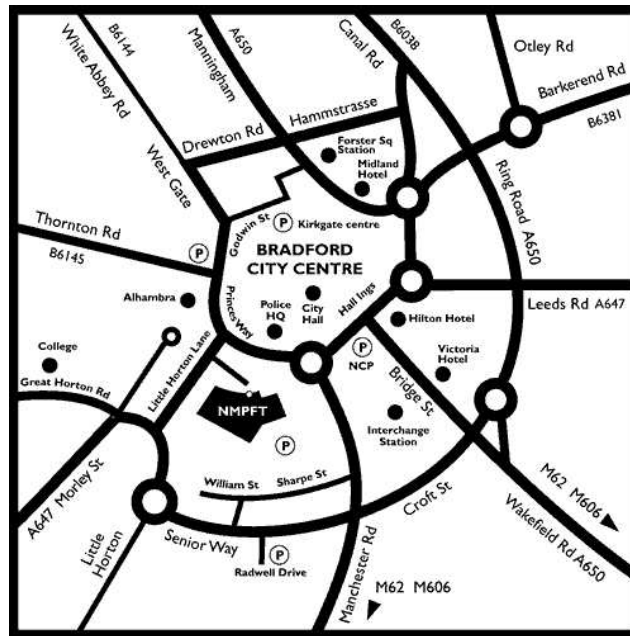 B6144
White Abbey Rd
A650
Manningham
B6038
Canal Rd
Otley Rd
Barkerend Rd
B6381
Hammstrasse
Drewton Rd
Forster Sq
Station
Midland
Hotel
West Gate
Ring Road A650
Thornton Rd
B6145
P
Godwin St
P
Kirkgate centre
BRADFORD
CITY CENTRE
Alhambra
Princes Way
Police
HQ
City
Hall
Hall Ings
Leeds Rd A647
Hilton Hotel
College
Great Horton Rd
Little Horton Lane
P
NCP
Victoria
Hotel
Bridge St
NMPFT
Interchange
Station
P
A647 Morley St
William St
Sharpe St
Croft St
M62 M606
Wakefield Rd A650
Little
Horton
Senior Way
P
Radwell Drive
Manchester Rd
M62 M606